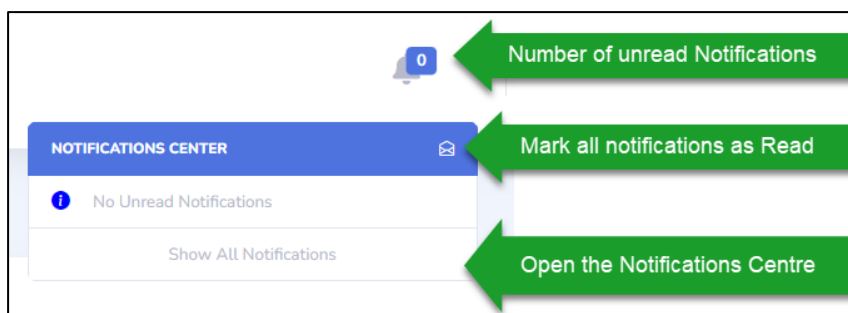 0
Number of unread Notifications
NOTIFICATIONS CENTER
Mark all notifications as Read
i
No Unread Notifications
Show All Notifications
Open the Notifications Centre